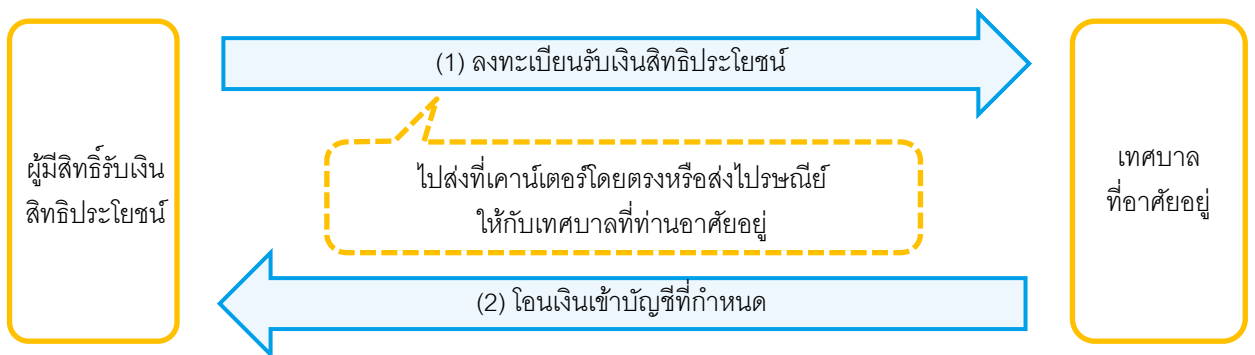 (1) ลงทะเบียนรับเงินสิทธิประโยชน์
ผู้มีสิทธิ์รับเงิน
สิทธิประโยชน์
ไปส่งที่เคาน์เตอร์โดยตรงหรือส่งไปรษณีย์
ให้กับเทศบาลที่ท่านอาศัยอยู่
เทศบาล
ที่อาศัยอยู่
(2) โอนเงินเข้าบัญชีที่กำหนด